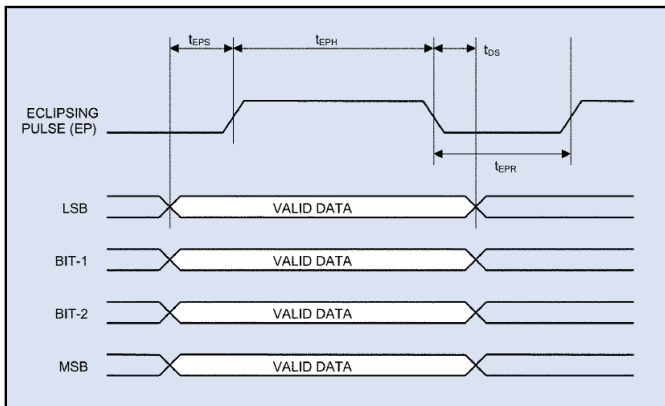 tEPS
tEPH
tDS
ECLIPSING
PULSE (EP)
tEPR
LSB
VALID DATA
BIT-1
VALID DATA
BIT-2
VALID DATA
MSB
VALID DATA